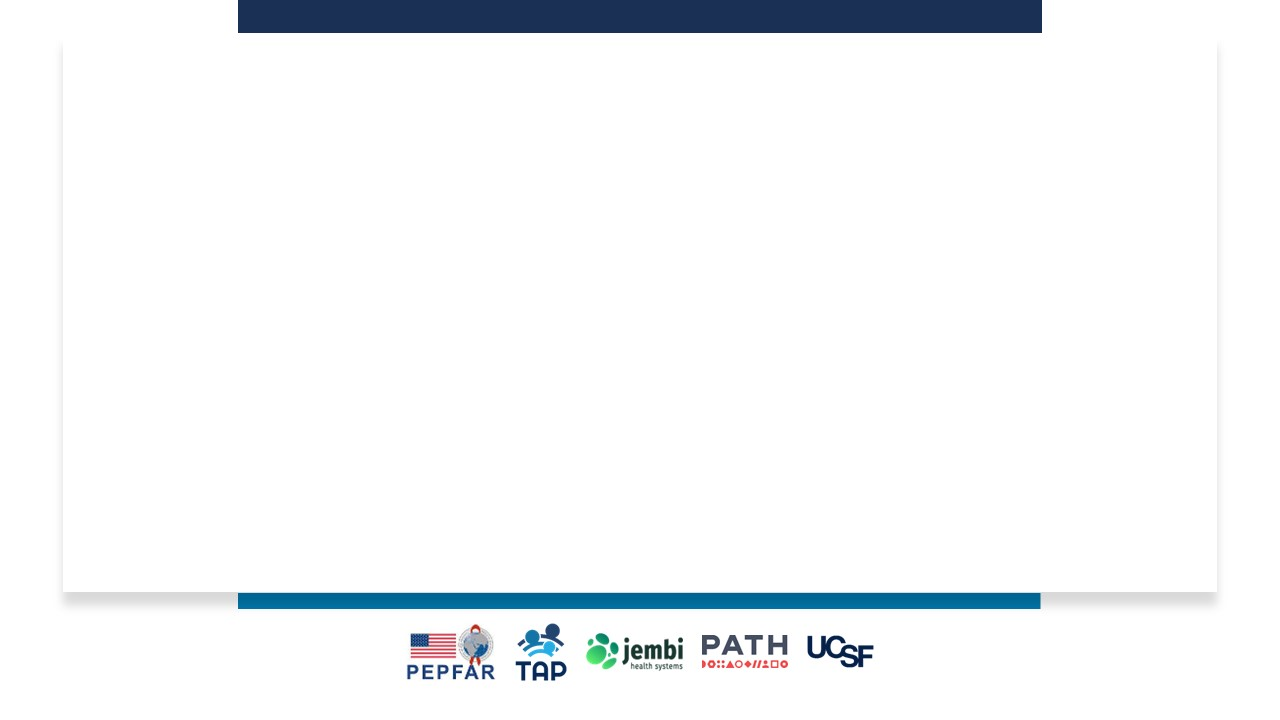 PEPFAR
TAP
jembi
health systems
PATH
UCSF